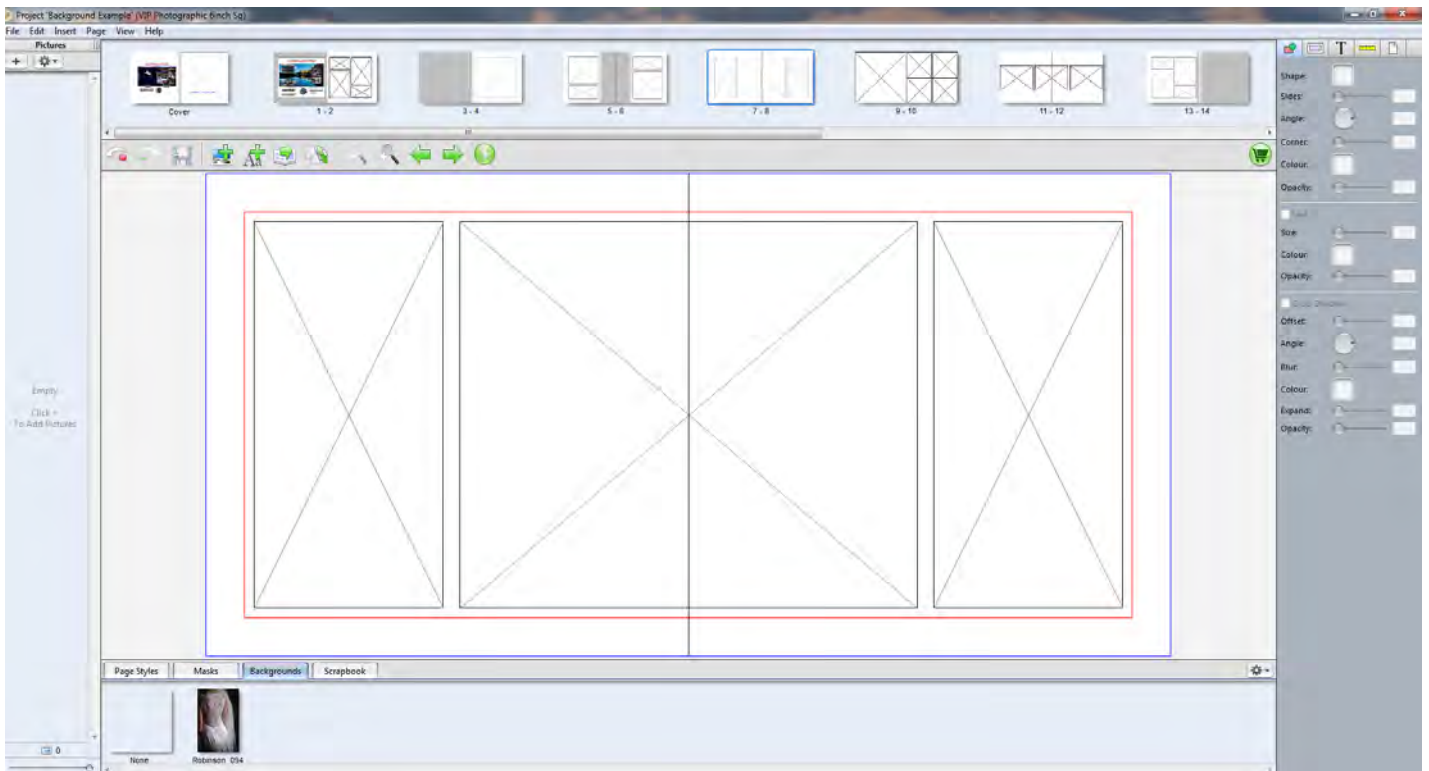 Project 'Background Example' (VIP Photographic 6inch Sq)
File Edit Insert Page View Help
Pictures
Cover
1 - 2
3 - 4
5 - 6
7 - 8
9 - 10
11 - 12
13 - 14
T
Shape:
Sides:
Angle:
Corner:
Colour:
Opacity:
Size:
Colour:
Opacity:
Offset:
Angle:
Blur:
Colour:
Expand:
Opacity:
Empty
Click +
To Add Pictures
Page Styles Masks Backgrounds Scrapbook
0
None
Robinson 094